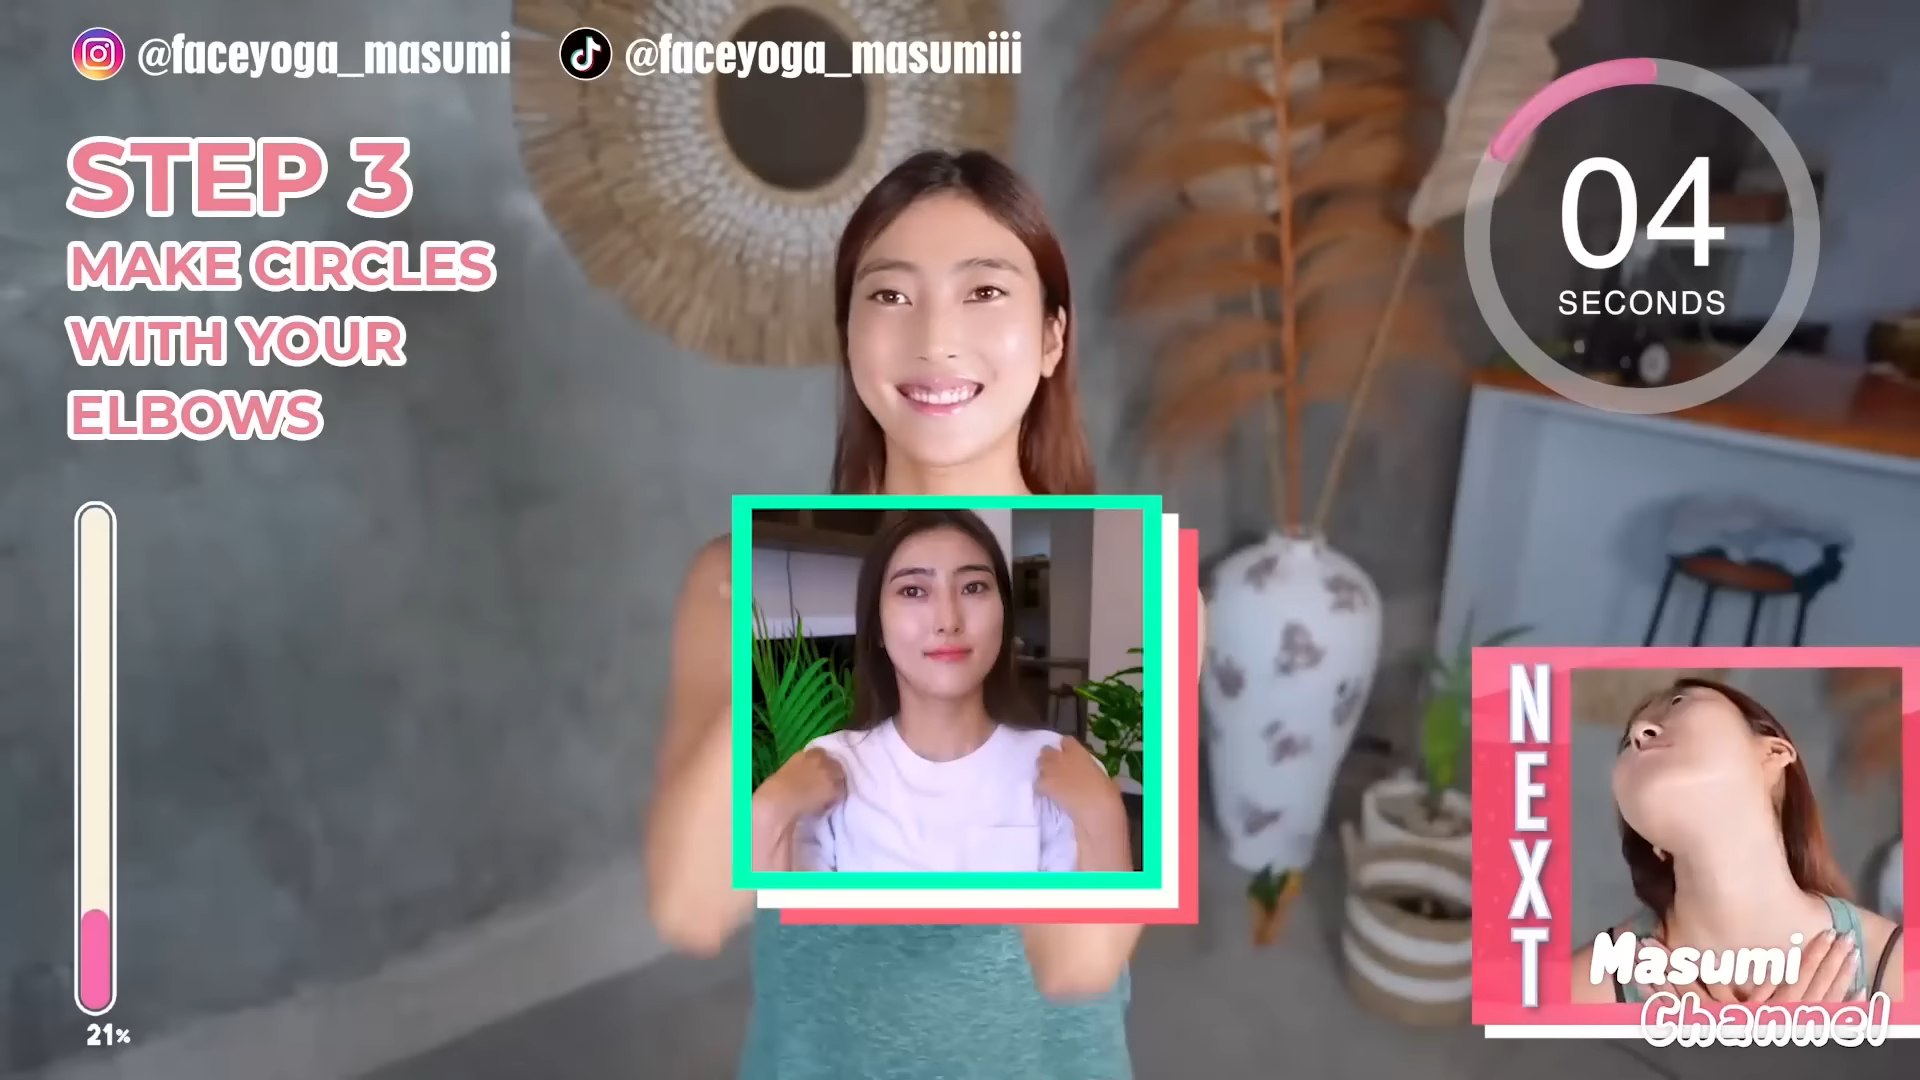 @faceyoga_masumi @faceyoga_masumiii
STEP 3
MAKE CIRCLES
WITH YOUR
ELBOWS
04
SECONDS
21%
NEXT
Masumi
Channel